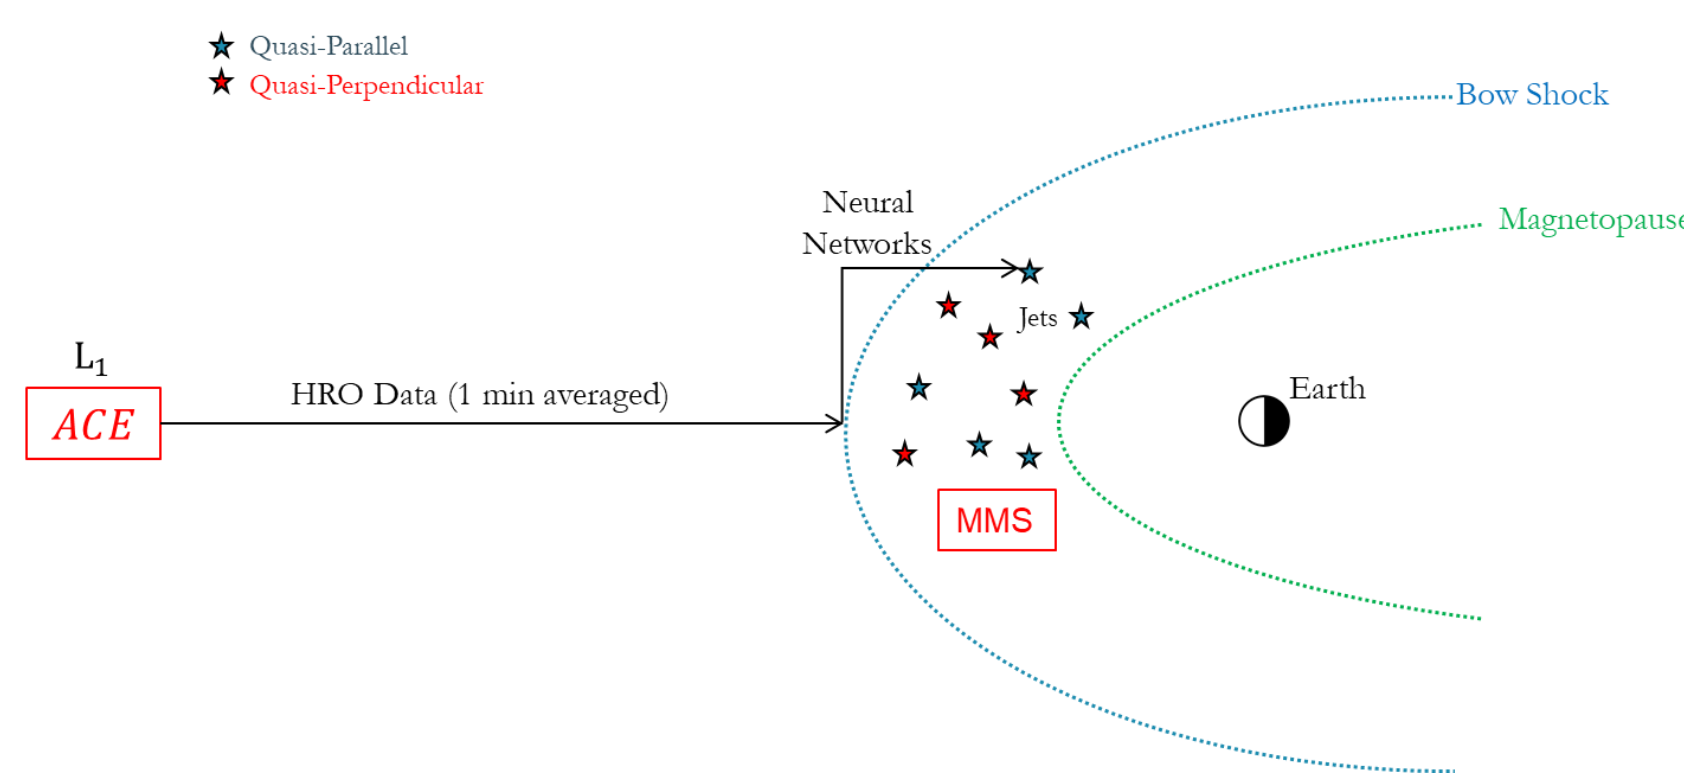 Quasi-Parallel
Quasi-Perpendicular
Bow Shock
Neural
Networks
Magnetopause
Jets
L₁
HRO Data (1 min averaged)
ACE
Earth
MMS